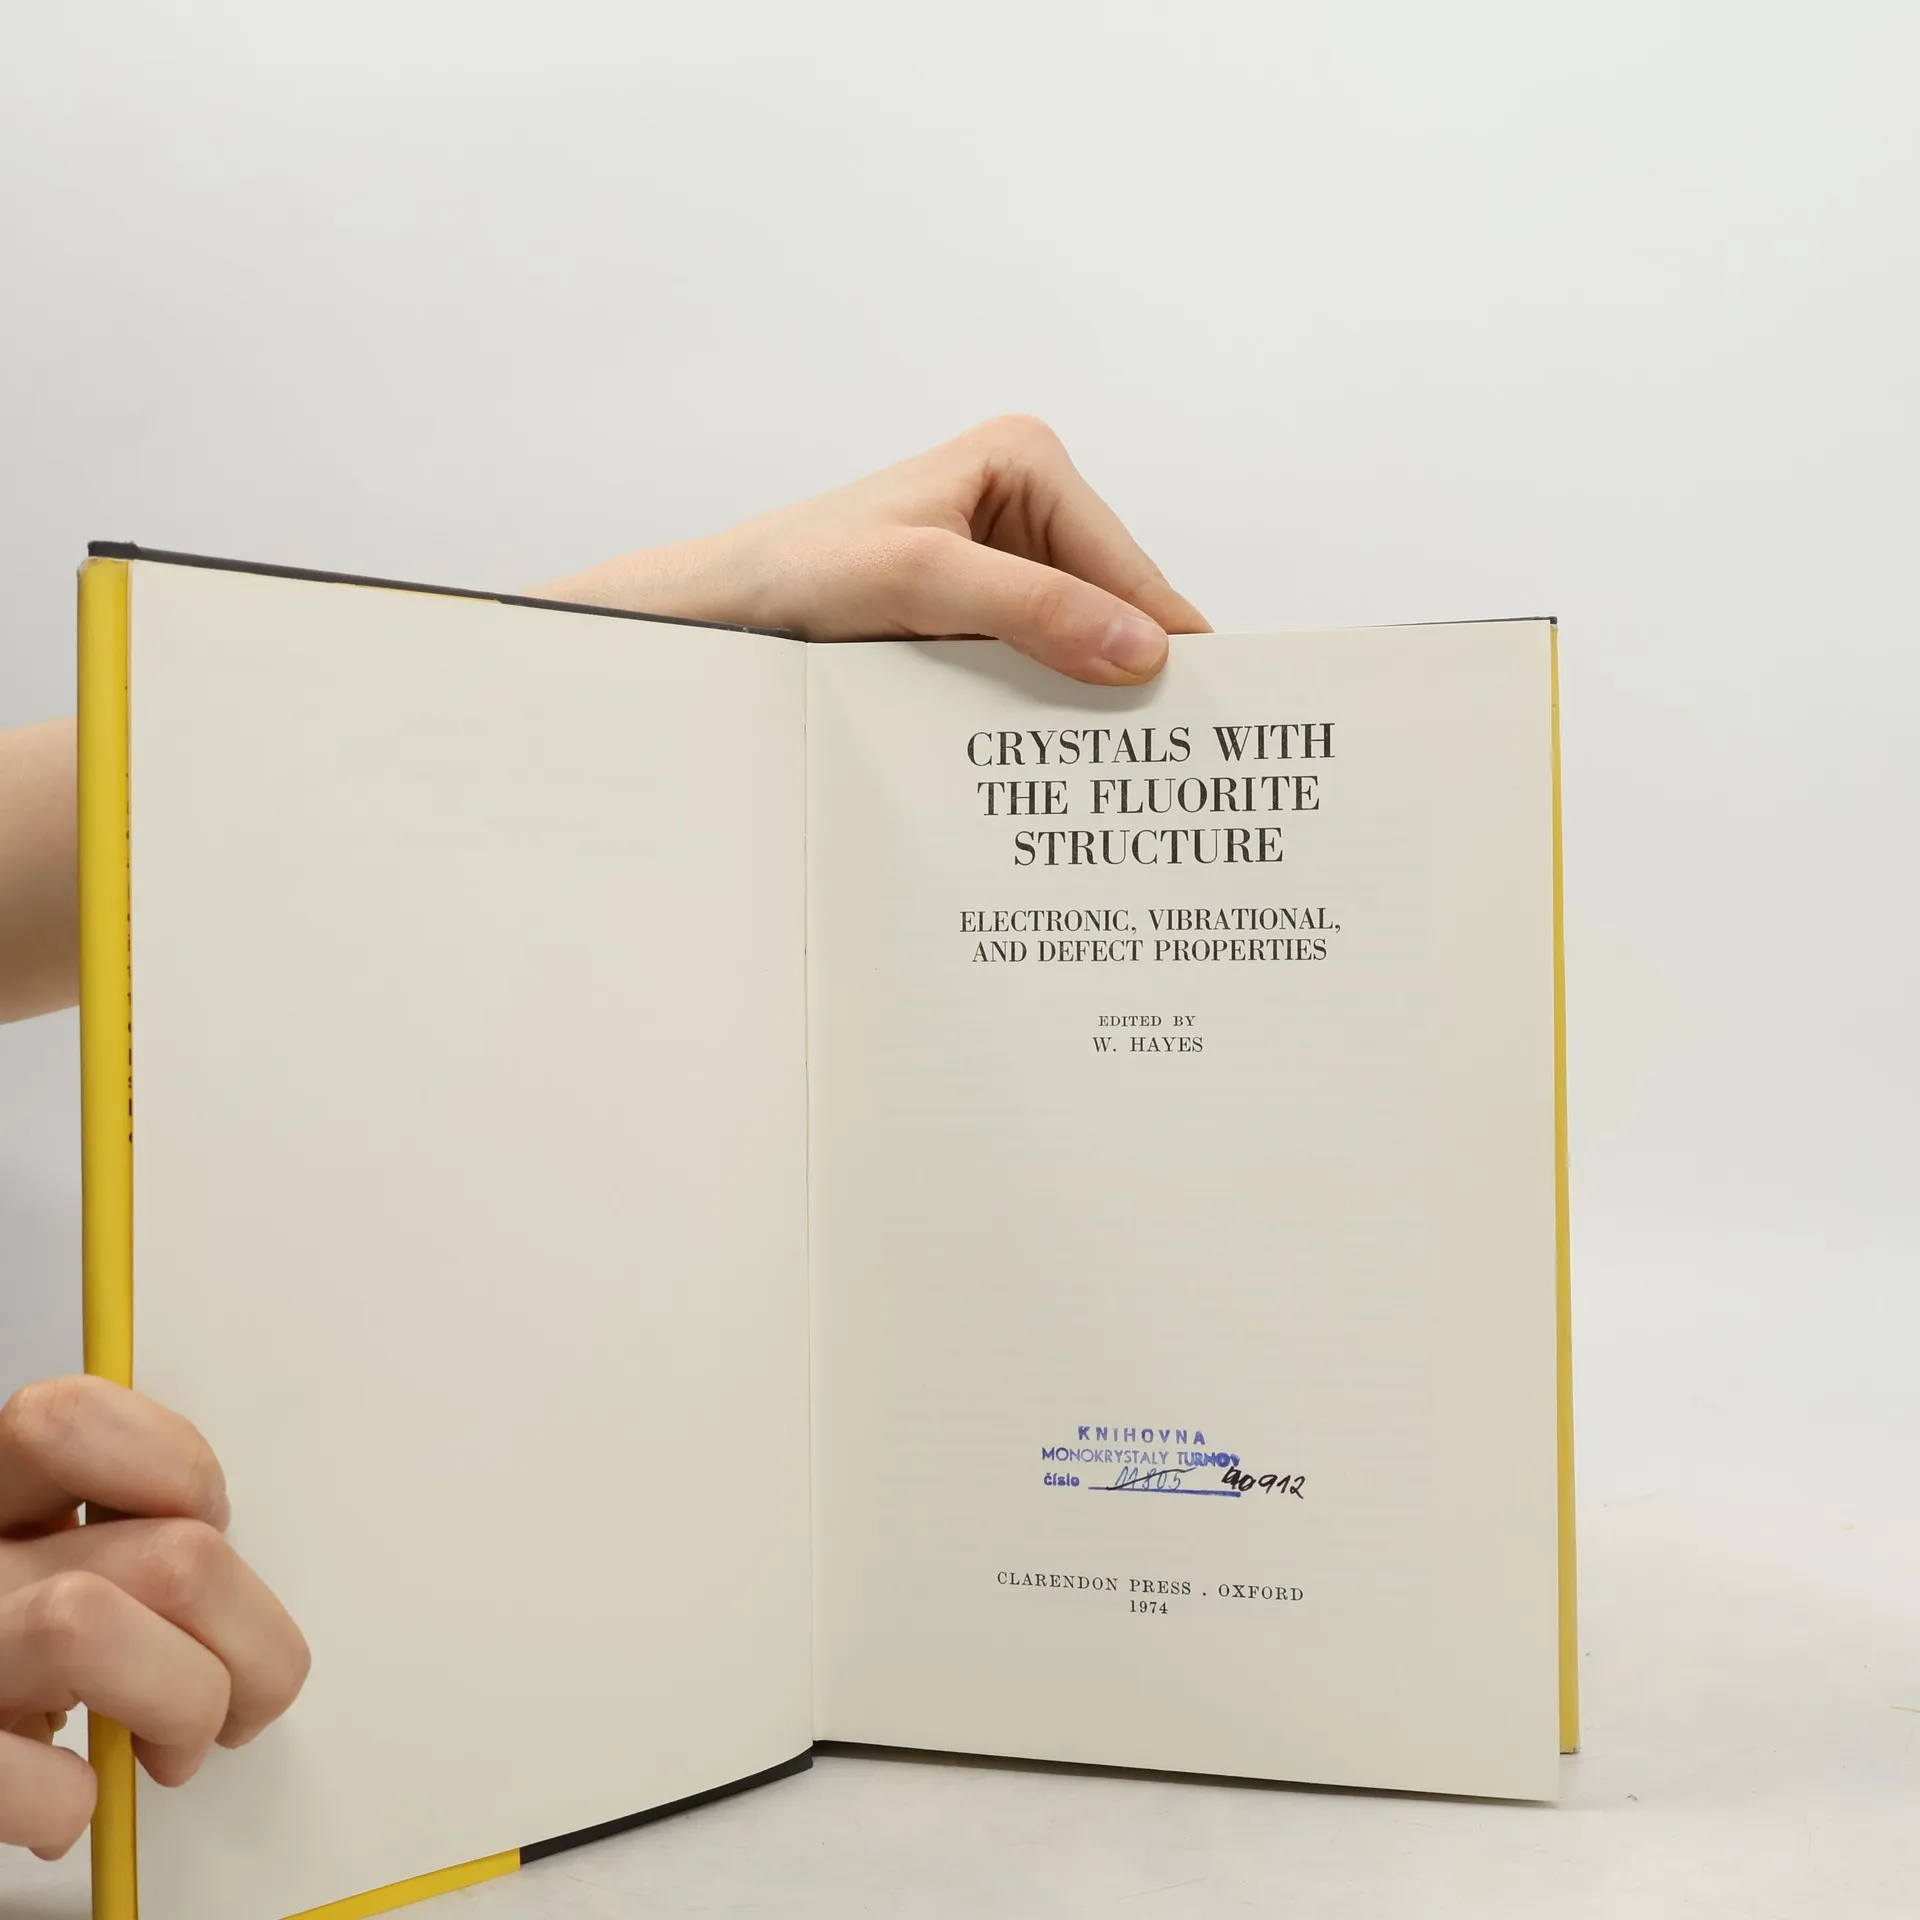 CRYSTALS WITH
THE FLUORITE
STRUCTURE
ELECTRONIC, VIBRATIONAL,
AND DEFECT PROPERTIES
EDITED BY
W. HAYES
KNIHOVNA
MONOKRYSTALY TURNOV
číslo 11805
CLARENDON PRESS . OXFORD
1974